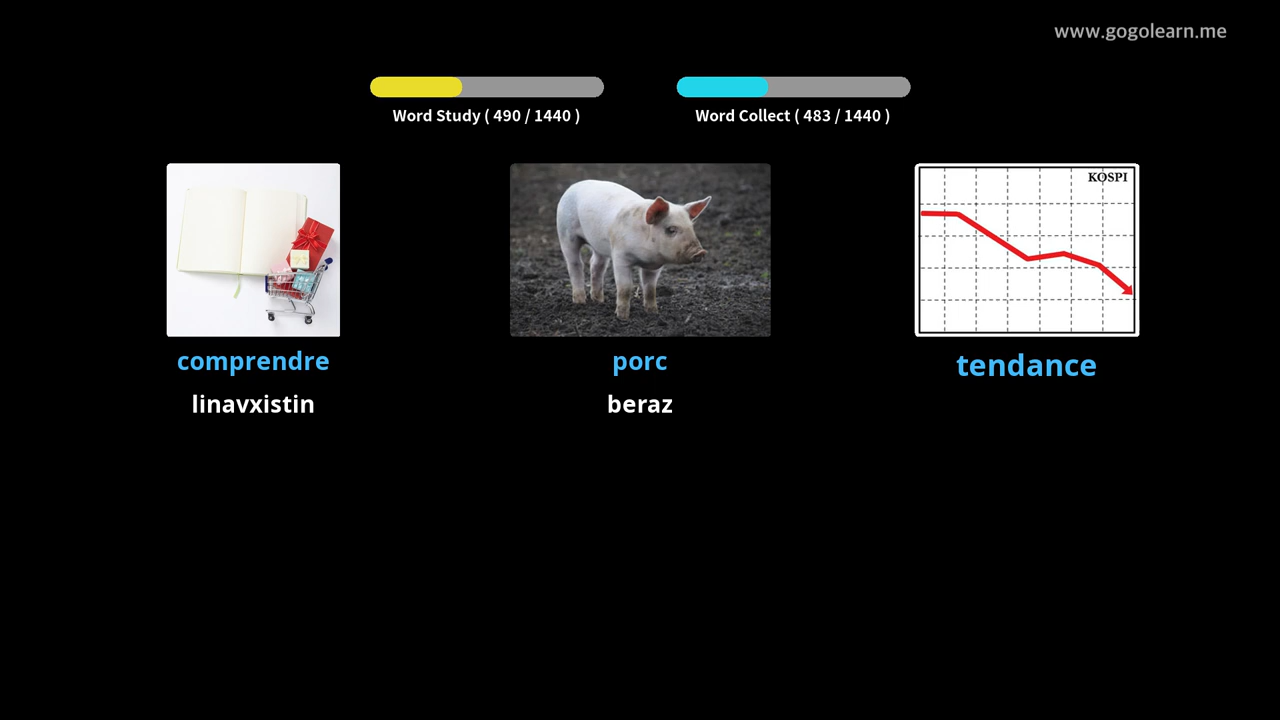 www.gogolearn.me
Word Study ( 490 / 1440 )
Word Collect ( 483 / 1440 )
KOSPI
comprendre
porc
tendance
linavxistin
beraz